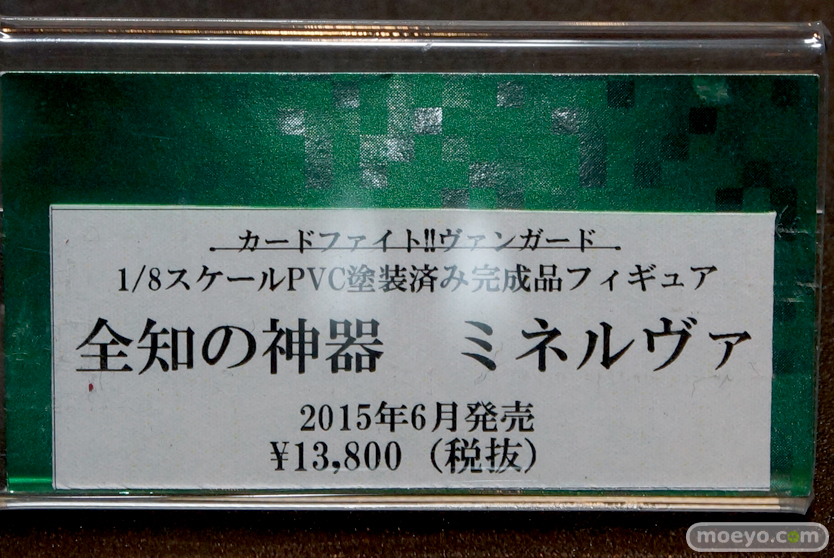 カードファイト!!ヴァンガード
1/8スケールPVC塗装済み完成品フィギュア
全知の神器　ミネルヴァ
2015年6月発売
¥13,800（税抜）
moeyo.com